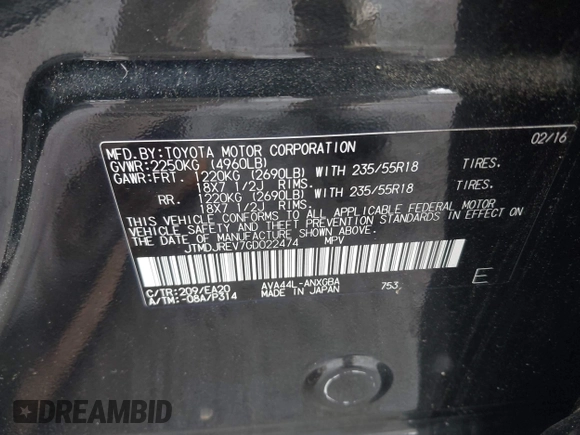 02/16
MFD.BY:TOYOTA MOTOR CORPORATION
GVWR:2250KG (4960LB)
GAWR:FRT. 1220KG (2690LB) WITH 235/55R18 TIRES.
18X7 1/2J RIMS.
RR. 1220KG (2690LB) WITH 235/55R18 TIRES.
18X7 1/2J RIMS.
THIS VEHICLE CONFORMS TO ALL APPLICABLE FEDERAL MOTOR
VEHICLE SAFETY AND THEFT PREVENTION STANDARDS IN EFFECT ON
THE DATE OF MANUFACTURE SHOWN ABOVE.
JTMDJREV7GD022474 MPV
E
C/TR:209/EA20 AVA44L-ANXGBA 753
A/TM:-08A/P314 MADE IN JAPAN
DREAMBID